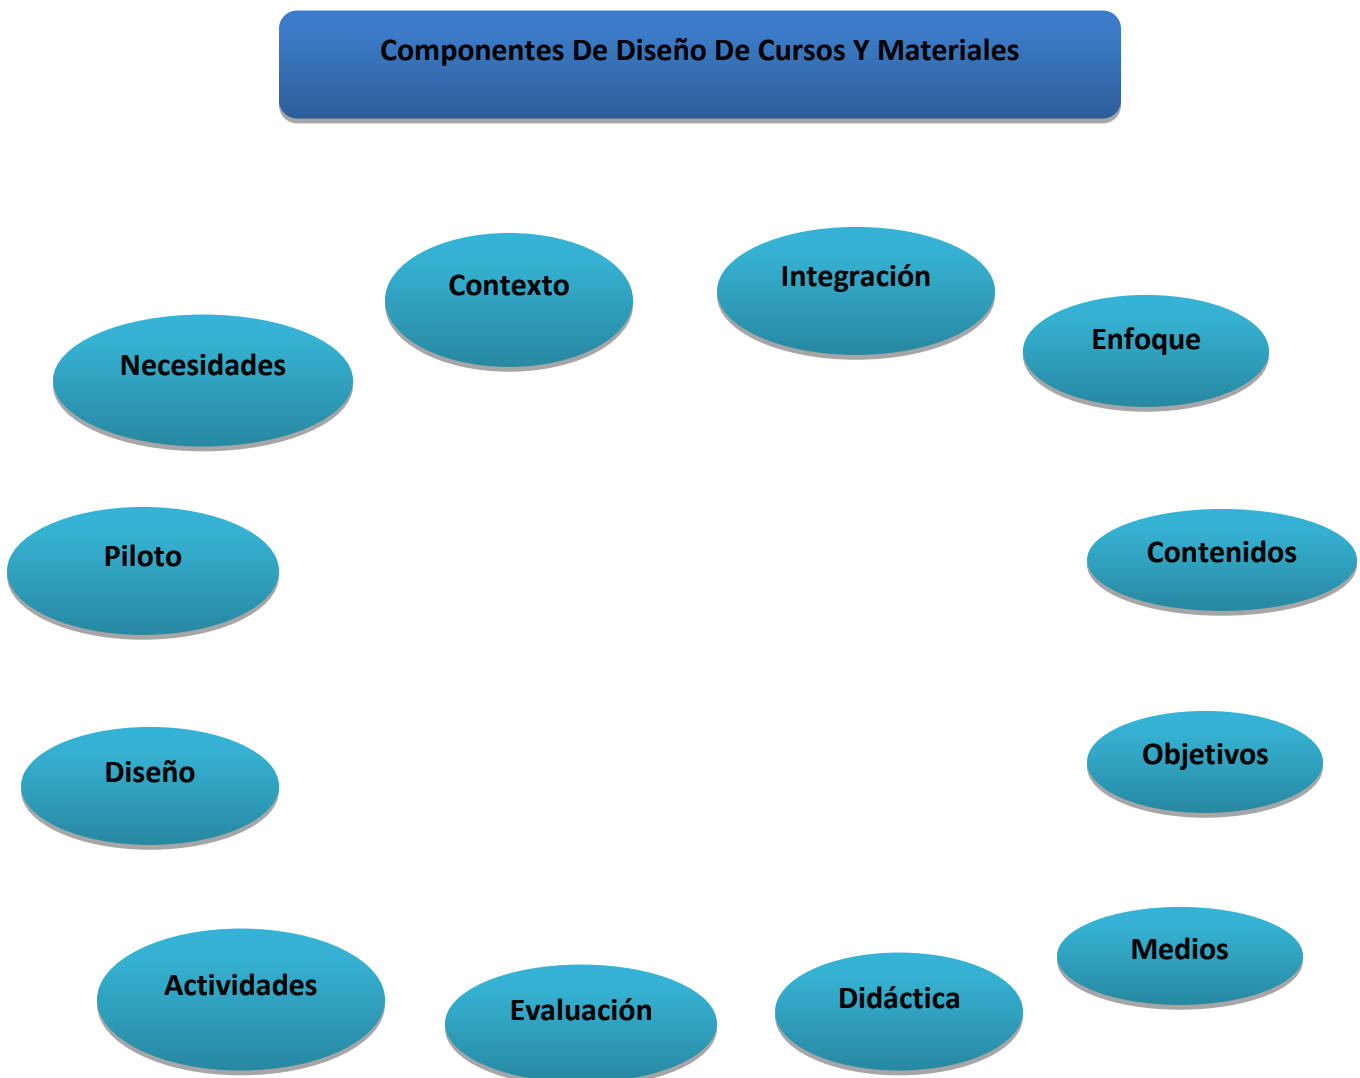 Componentes De Diseño De Cursos Y Materiales
Contexto
Integración
Enfoque
Necesidades
Piloto
Contenidos
Diseño
Objetivos
Medios
Actividades
Evaluación
Didáctica